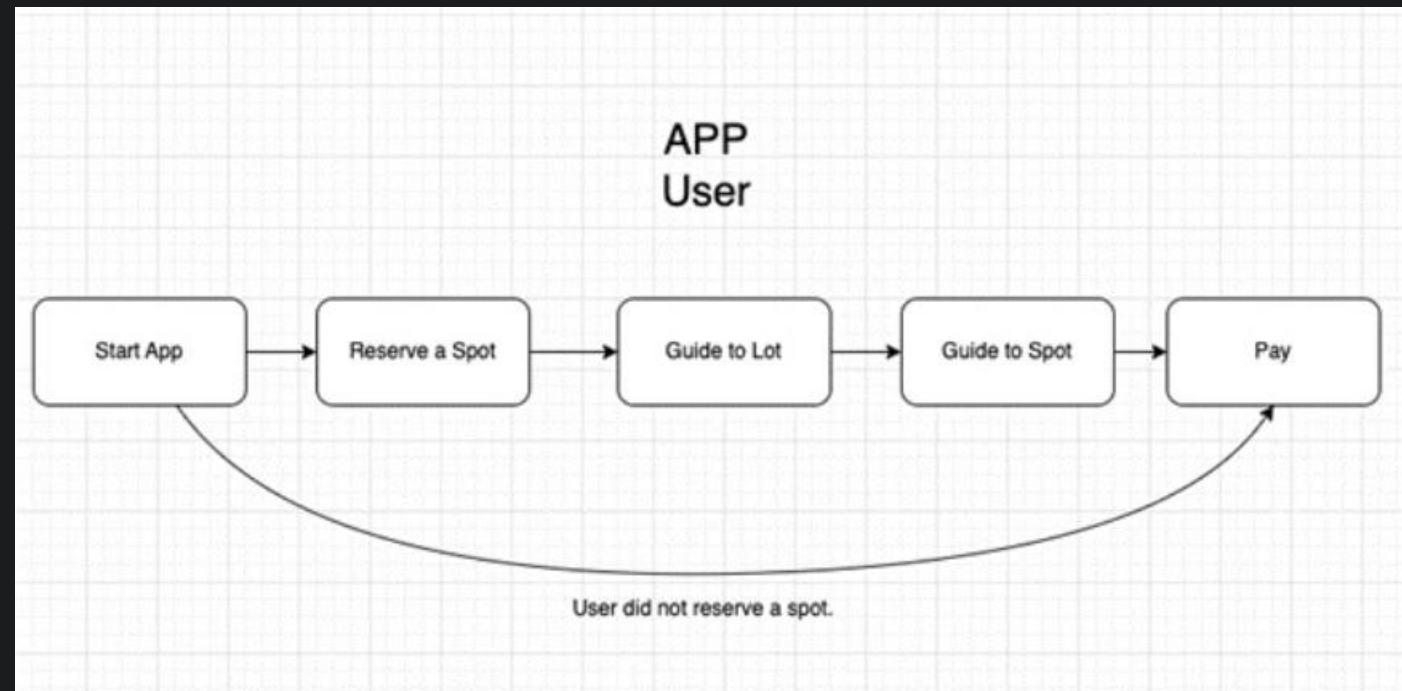 APP
User
Start App
Reserve a Spot
Guide to Lot
Guide to Spot
Pay
User did not reserve a spot.